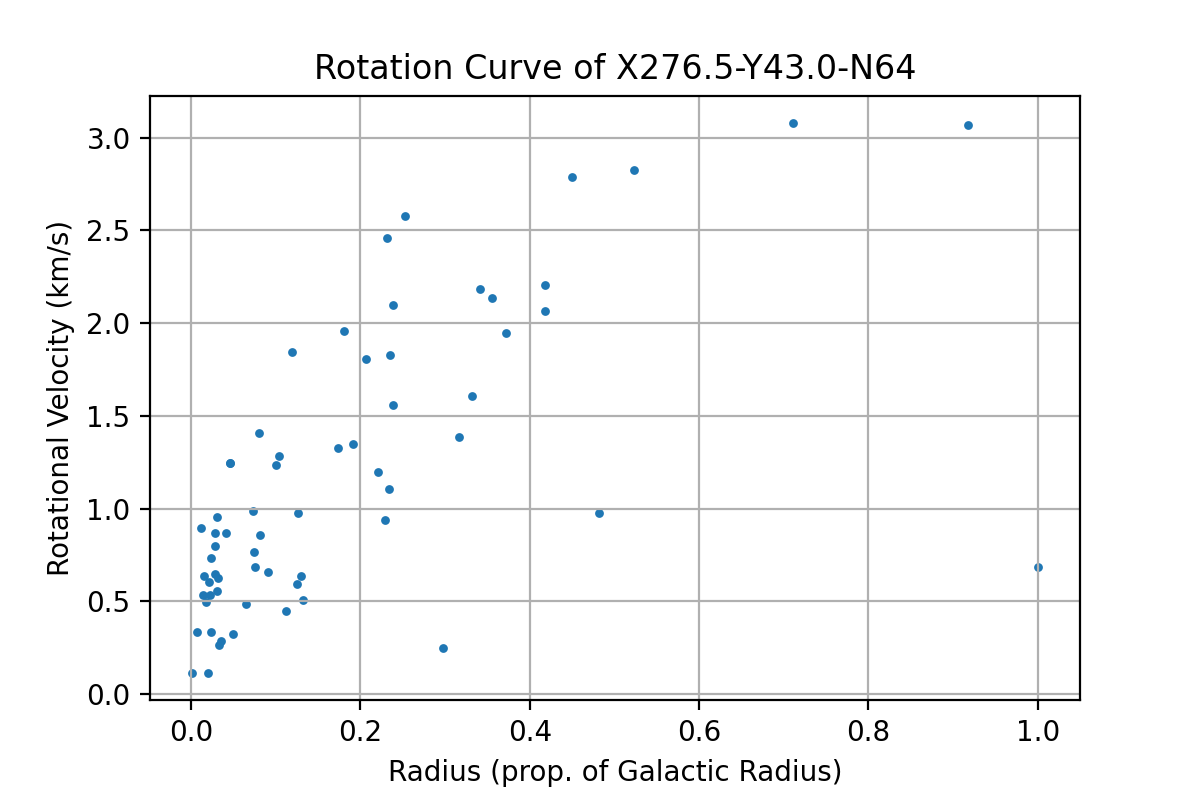 Rotation Curve of X276.5-Y43.0-N64
3.0
2.5
2.0
1.5
1.0
0.5
0.0
Rotational Velocity (km/s)
0.0 0.2 0.4 0.6 0.8 1.0
Radius (prop. of Galactic Radius)